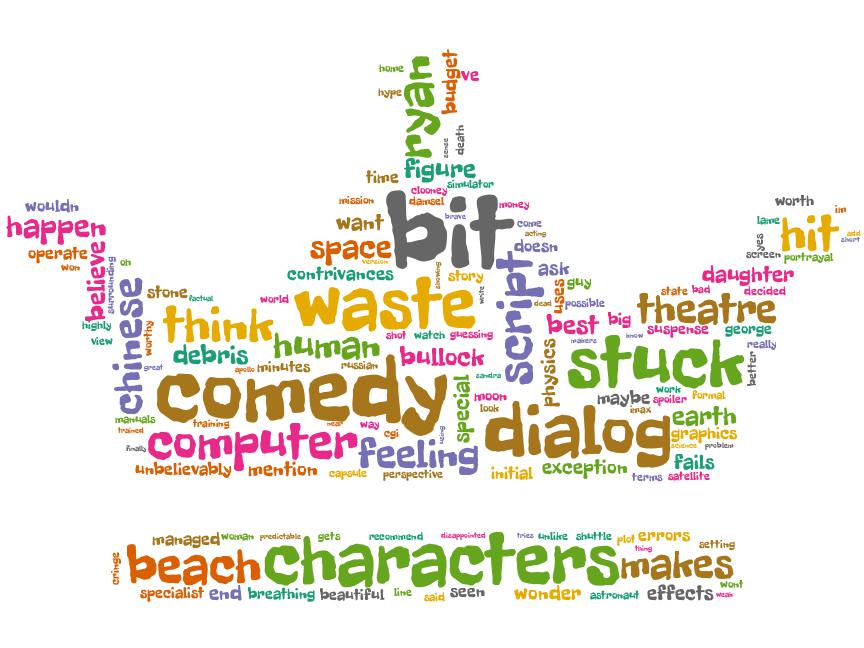 home
ryan
budget
ve
hype
sense
death
time
figure
clooney
simulator
mission
damsel
money
wouldn
want
bit
brave
come
worth
im
happen
acting
lame
hit
add
short
operate
space
version
doesn
yes
won
believe
surrounding
oh
contrivances
showing
story
script
ask
screen
portrayal
daughter
stone
factual
world
waste
write
uses
guy
state
bad
decided
highly
view
chinese
worthy
think
dead
possible
theatre
human
shot
watch
guessing
best
big
suspense
george
debris
bullock
makers
know
really
great
apollo
minutes
russian
physics
stuck
better
comedy
special
sandra
moon
look
maybe
work
spoiler
formal
imax
manuals
trained
training
near
way
cgi
using
dialog
earth
graphics
science
problem
finally
computer
feeling
fails
unbelievably
mention
capsule
perspective
initial
exception
terms
satellite
managed
woman
predictable
gets
recommend
disappointed
tries
unlike
shuttle
plot
errors
thing
setting
cringe
beach
characters
makes
specialist
end
breathing
beautiful
line
said
seen
wonder
astronaut
effects
wont
weak